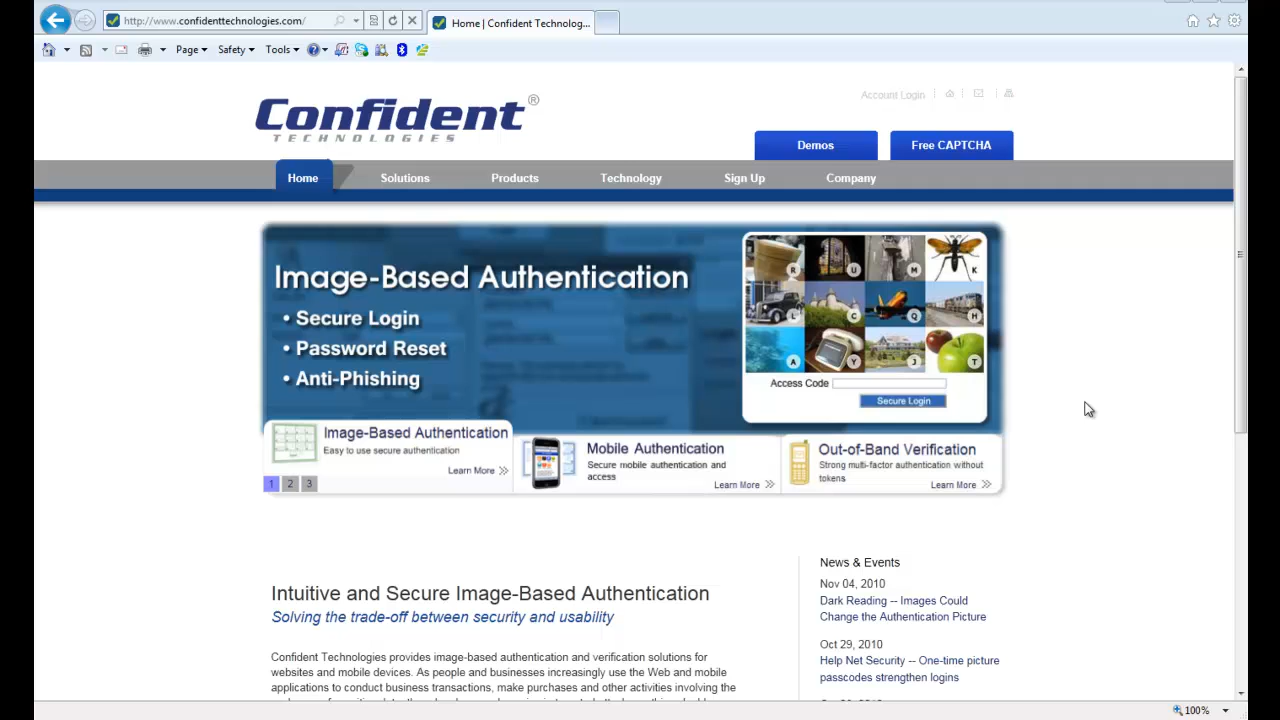 http://www.confidenttechnologies.com/
Home | Confident Technolog...
Page
Safety
Tools
Confident®
TECHNOLOGIES
Account Login
Demos
Free CAPTCHA
Home
Solutions
Products
Technology
Sign Up
Company
Image-Based Authentication
• Secure Login
• Password Reset
• Anti-Phishing
R U M K
L C Q H
A Y J T
Access Code
Secure Login
Image-Based Authentication
Easy to use secure authentication
Learn More
1 2 3
Mobile Authentication
Secure mobile authentication and
access
Learn More
Out-of-Band Verification
Strong multi-factor authentication without
tokens
Learn More
Intuitive and Secure Image-Based Authentication
Solving the trade-off between security and usability
Confident Technologies provides image-based authentication and verification solutions for
websites and mobile devices. As people and businesses increasingly use the Web and mobile
applications to conduct business transactions, make purchases and other activities involving the
News & Events
Nov 04, 2010
Dark Reading -- Images Could
Change the Authentication Picture
Oct 29, 2010
Help Net Security -- One-time picture
passcodes strengthen logins
100%